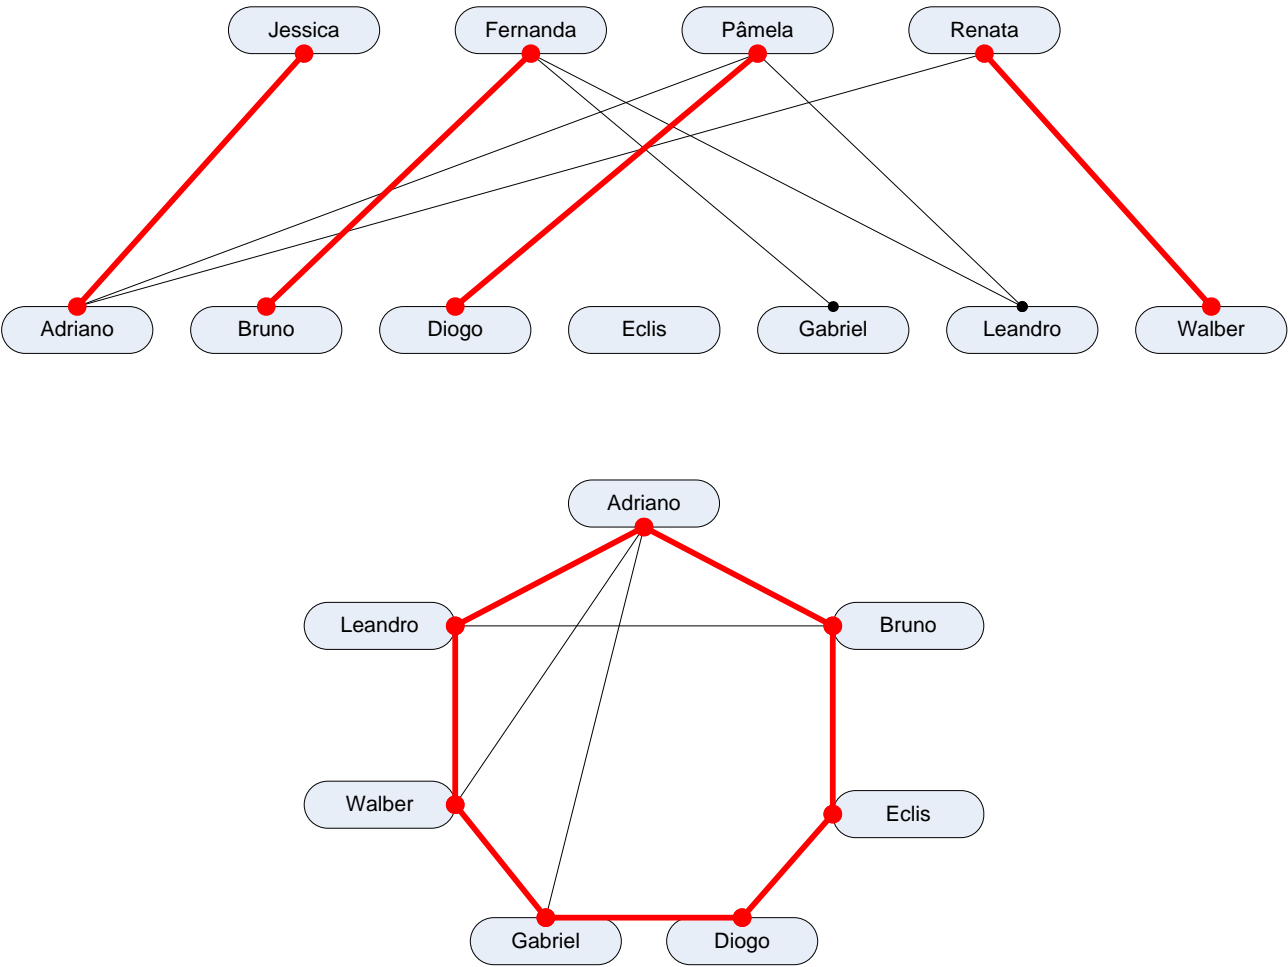 Jessica Fernanda Pâmela Renata
Adriano Bruno Diogo Eclis Gabriel Leandro Walber
Adriano
Leandro Bruno
Walber Eclis
Gabriel Diogo